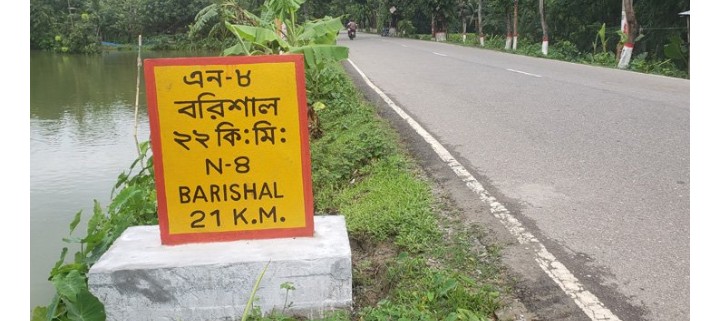 এন-৮
বরিশাল
২২ কি:মি:
N-8
BARISHAL
21 K.M.